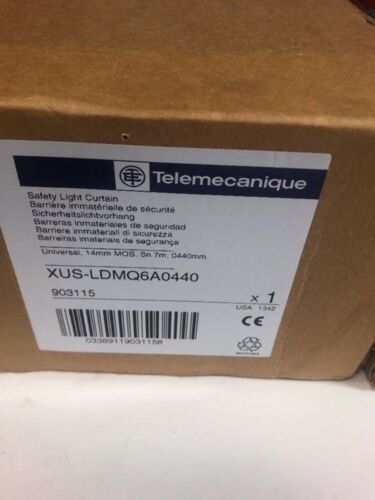 Telemecanique
Safety Light Curtain
Barrière immatérielle de sécurité
Sicherheitslichtvorhang
Barreras inmateriales de seguridad
Barriere immateriali di sicurezza
Barreiras imateriais de segurança
Universal, 14mm MOS, Sn 7m, 0440mm
XUS-LDMQ6A0440
903115
x 1
USA 1342
CE
03389119031158